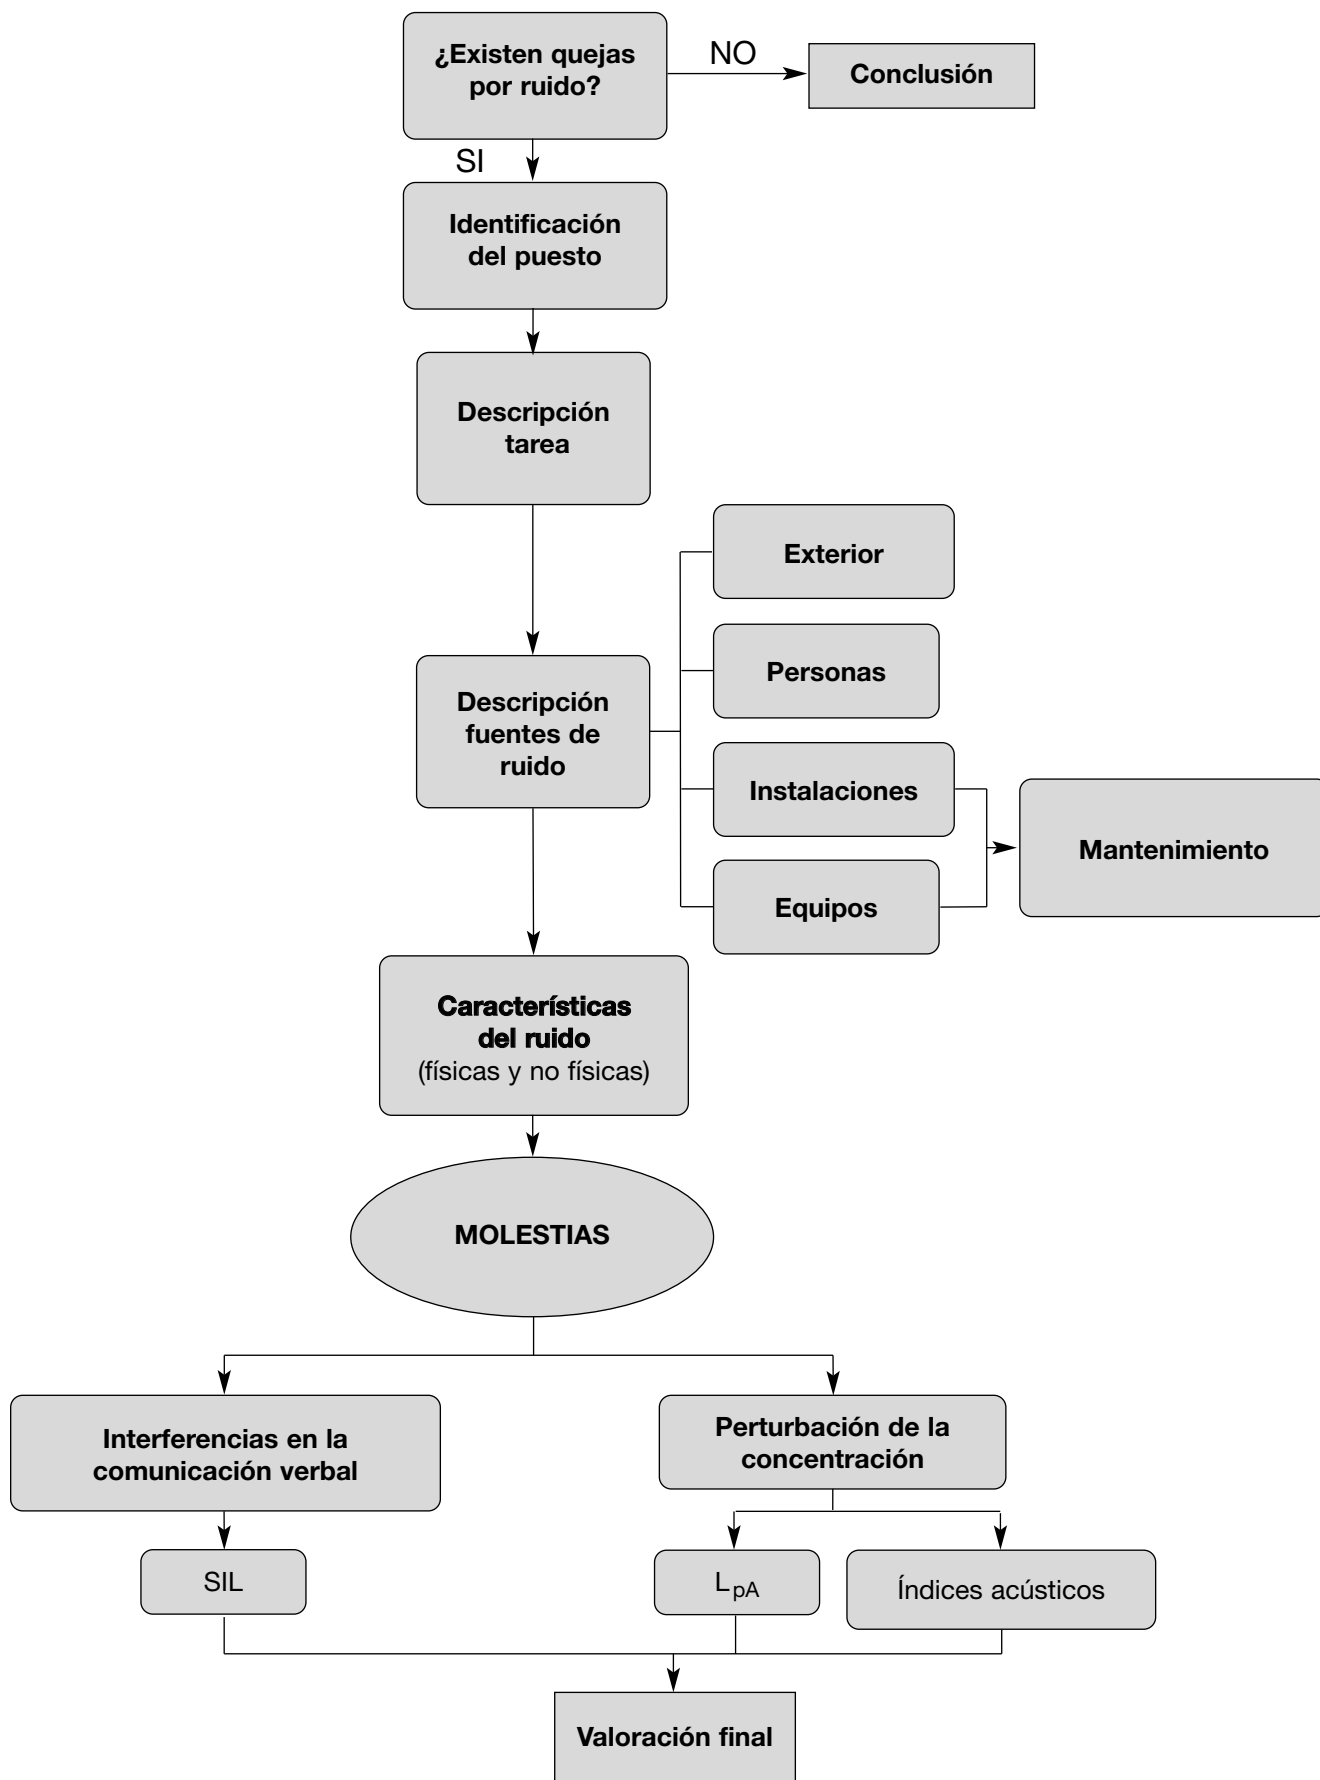 ¿Existen quejas
por ruido?
NO
Conclusión
SI
Identificación
del puesto
Descripción
tarea
Exterior
Personas
Descripción
fuentes de
ruido
Instalaciones
Mantenimiento
Equipos
Características
del ruido
(físicas y no físicas)
MOLESTIAS
Interferencias en la
comunicación verbal
Perturbación de la
concentración
SIL
LpA
Índices acústicos
Valoración final